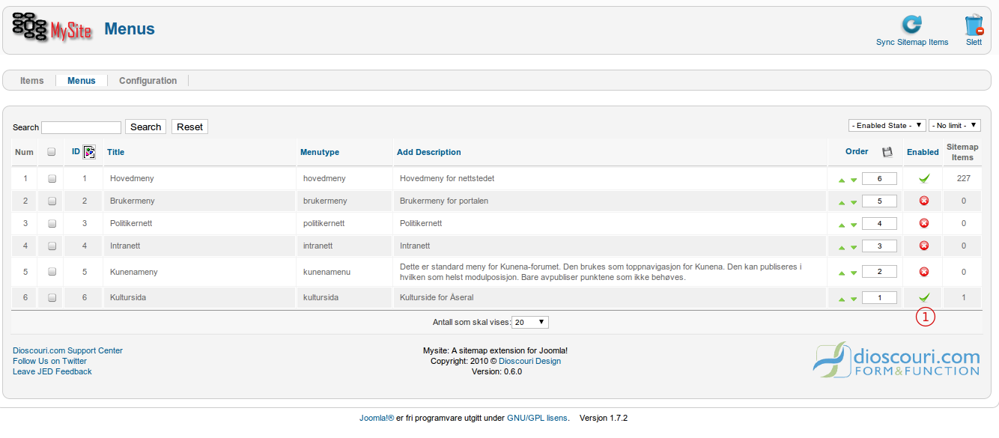 MySite Menus
Sync Sitemap Items Slett
Items Menus Configuration
Search Search Reset - Enabled State - - No limit -
Num ID Title Menutype Add Description Order Enabled Sitemap Items
1 1 Hovedmeny hovedmeny Hovedmeny for nettstedet 6 227
2 2 Brukermeny brukermeny Brukermeny for portalen 5 0
3 3 Politikernett politikernett Politikernett 4 0
4 4 Intranett intranett Intranett 3 0
5 5 Kunenameny kunenamenu Dette er standard meny for Kunena-forumet. Den brukes som toppnavigasjon for Kunena. Den kan publiseres i 2 0
hvilken som helst modulposisjon. Bare avpubliser punktene som ikke behøves.
6 6 Kultursida kultursida Kulturside for Åseral 1 1
Antall som skal vises: 20 1
Dioscouri.com Support Center Mysite: A sitemap extension for Joomla!
Follow Us on Twitter Copyright: 2010 © Dioscouri Design dioscouri.com
Leave JED Feedback Version: 0.6.0 FORM&FUNCTION
Joomla!® er fri programvare utgitt under GNU/GPL lisens. Versjon 1.7.2